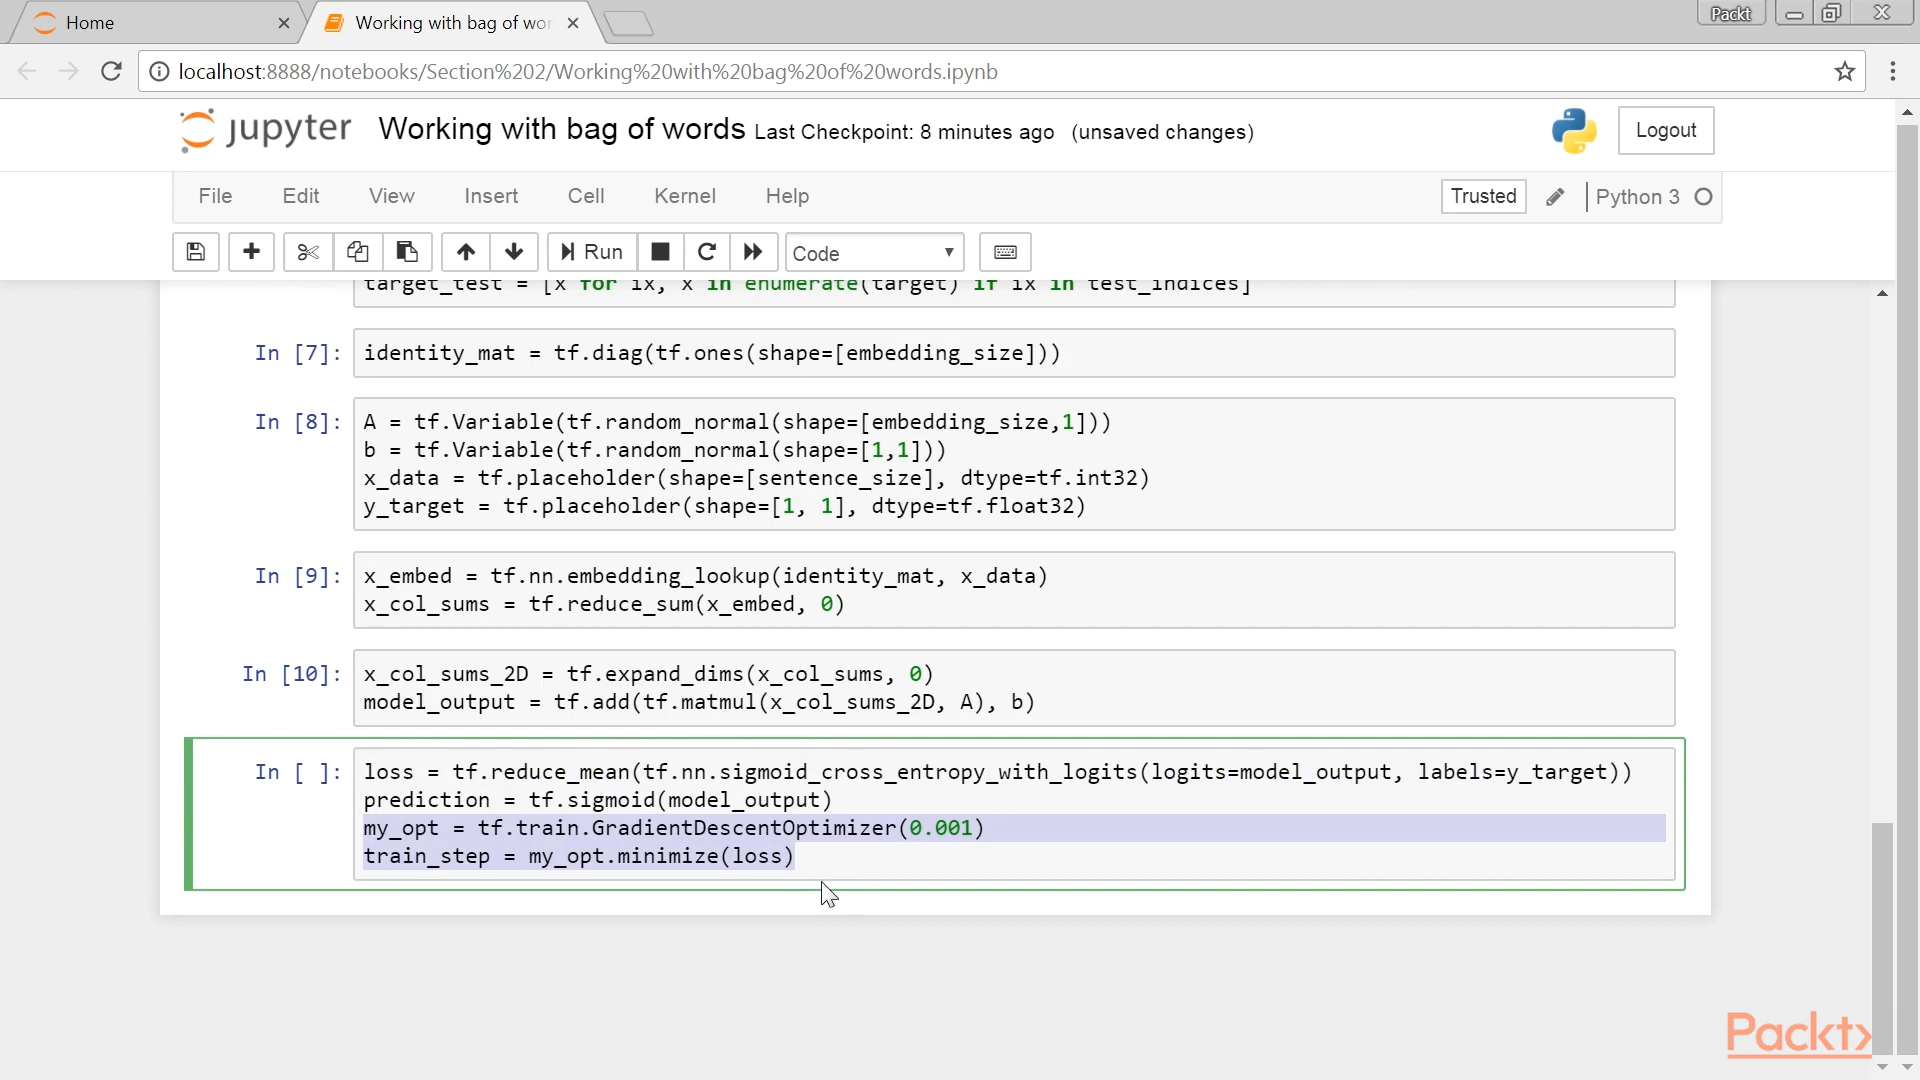 Home
Working with bag of wor
Packt
localhost:8888/notebooks/Section%202/Working%20with%20bag%20of%20words.ipynb
jupyter Working with bag of words Last Checkpoint: 8 minutes ago (unsaved changes)
Logout
File Edit View Insert Cell Kernel Help
Trusted Python 3
Run Code
target_test = [x for ix, x in enumerate(target) if ix in test_indices]
In [7]: identity_mat = tf.diag(tf.ones(shape=[embedding_size]))
In [8]: A = tf.Variable(tf.random_normal(shape=[embedding_size,1]))
b = tf.Variable(tf.random_normal(shape=[1,1]))
x_data = tf.placeholder(shape=[sentence_size], dtype=tf.int32)
y_target = tf.placeholder(shape=[1, 1], dtype=tf.float32)
In [9]: x_embed = tf.nn.embedding_lookup(identity_mat, x_data)
x_col_sums = tf.reduce_sum(x_embed, 0)
In [10]: x_col_sums_2D = tf.expand_dims(x_col_sums, 0)
model_output = tf.add(tf.matmul(x_col_sums_2D, A), b)
In [ ]: loss = tf.reduce_mean(tf.nn.sigmoid_cross_entropy_with_logits(logits=model_output, labels=y_target))
prediction = tf.sigmoid(model_output)
my_opt = tf.train.GradientDescentOptimizer(0.001)
train_step = my_opt.minimize(loss)
Packt